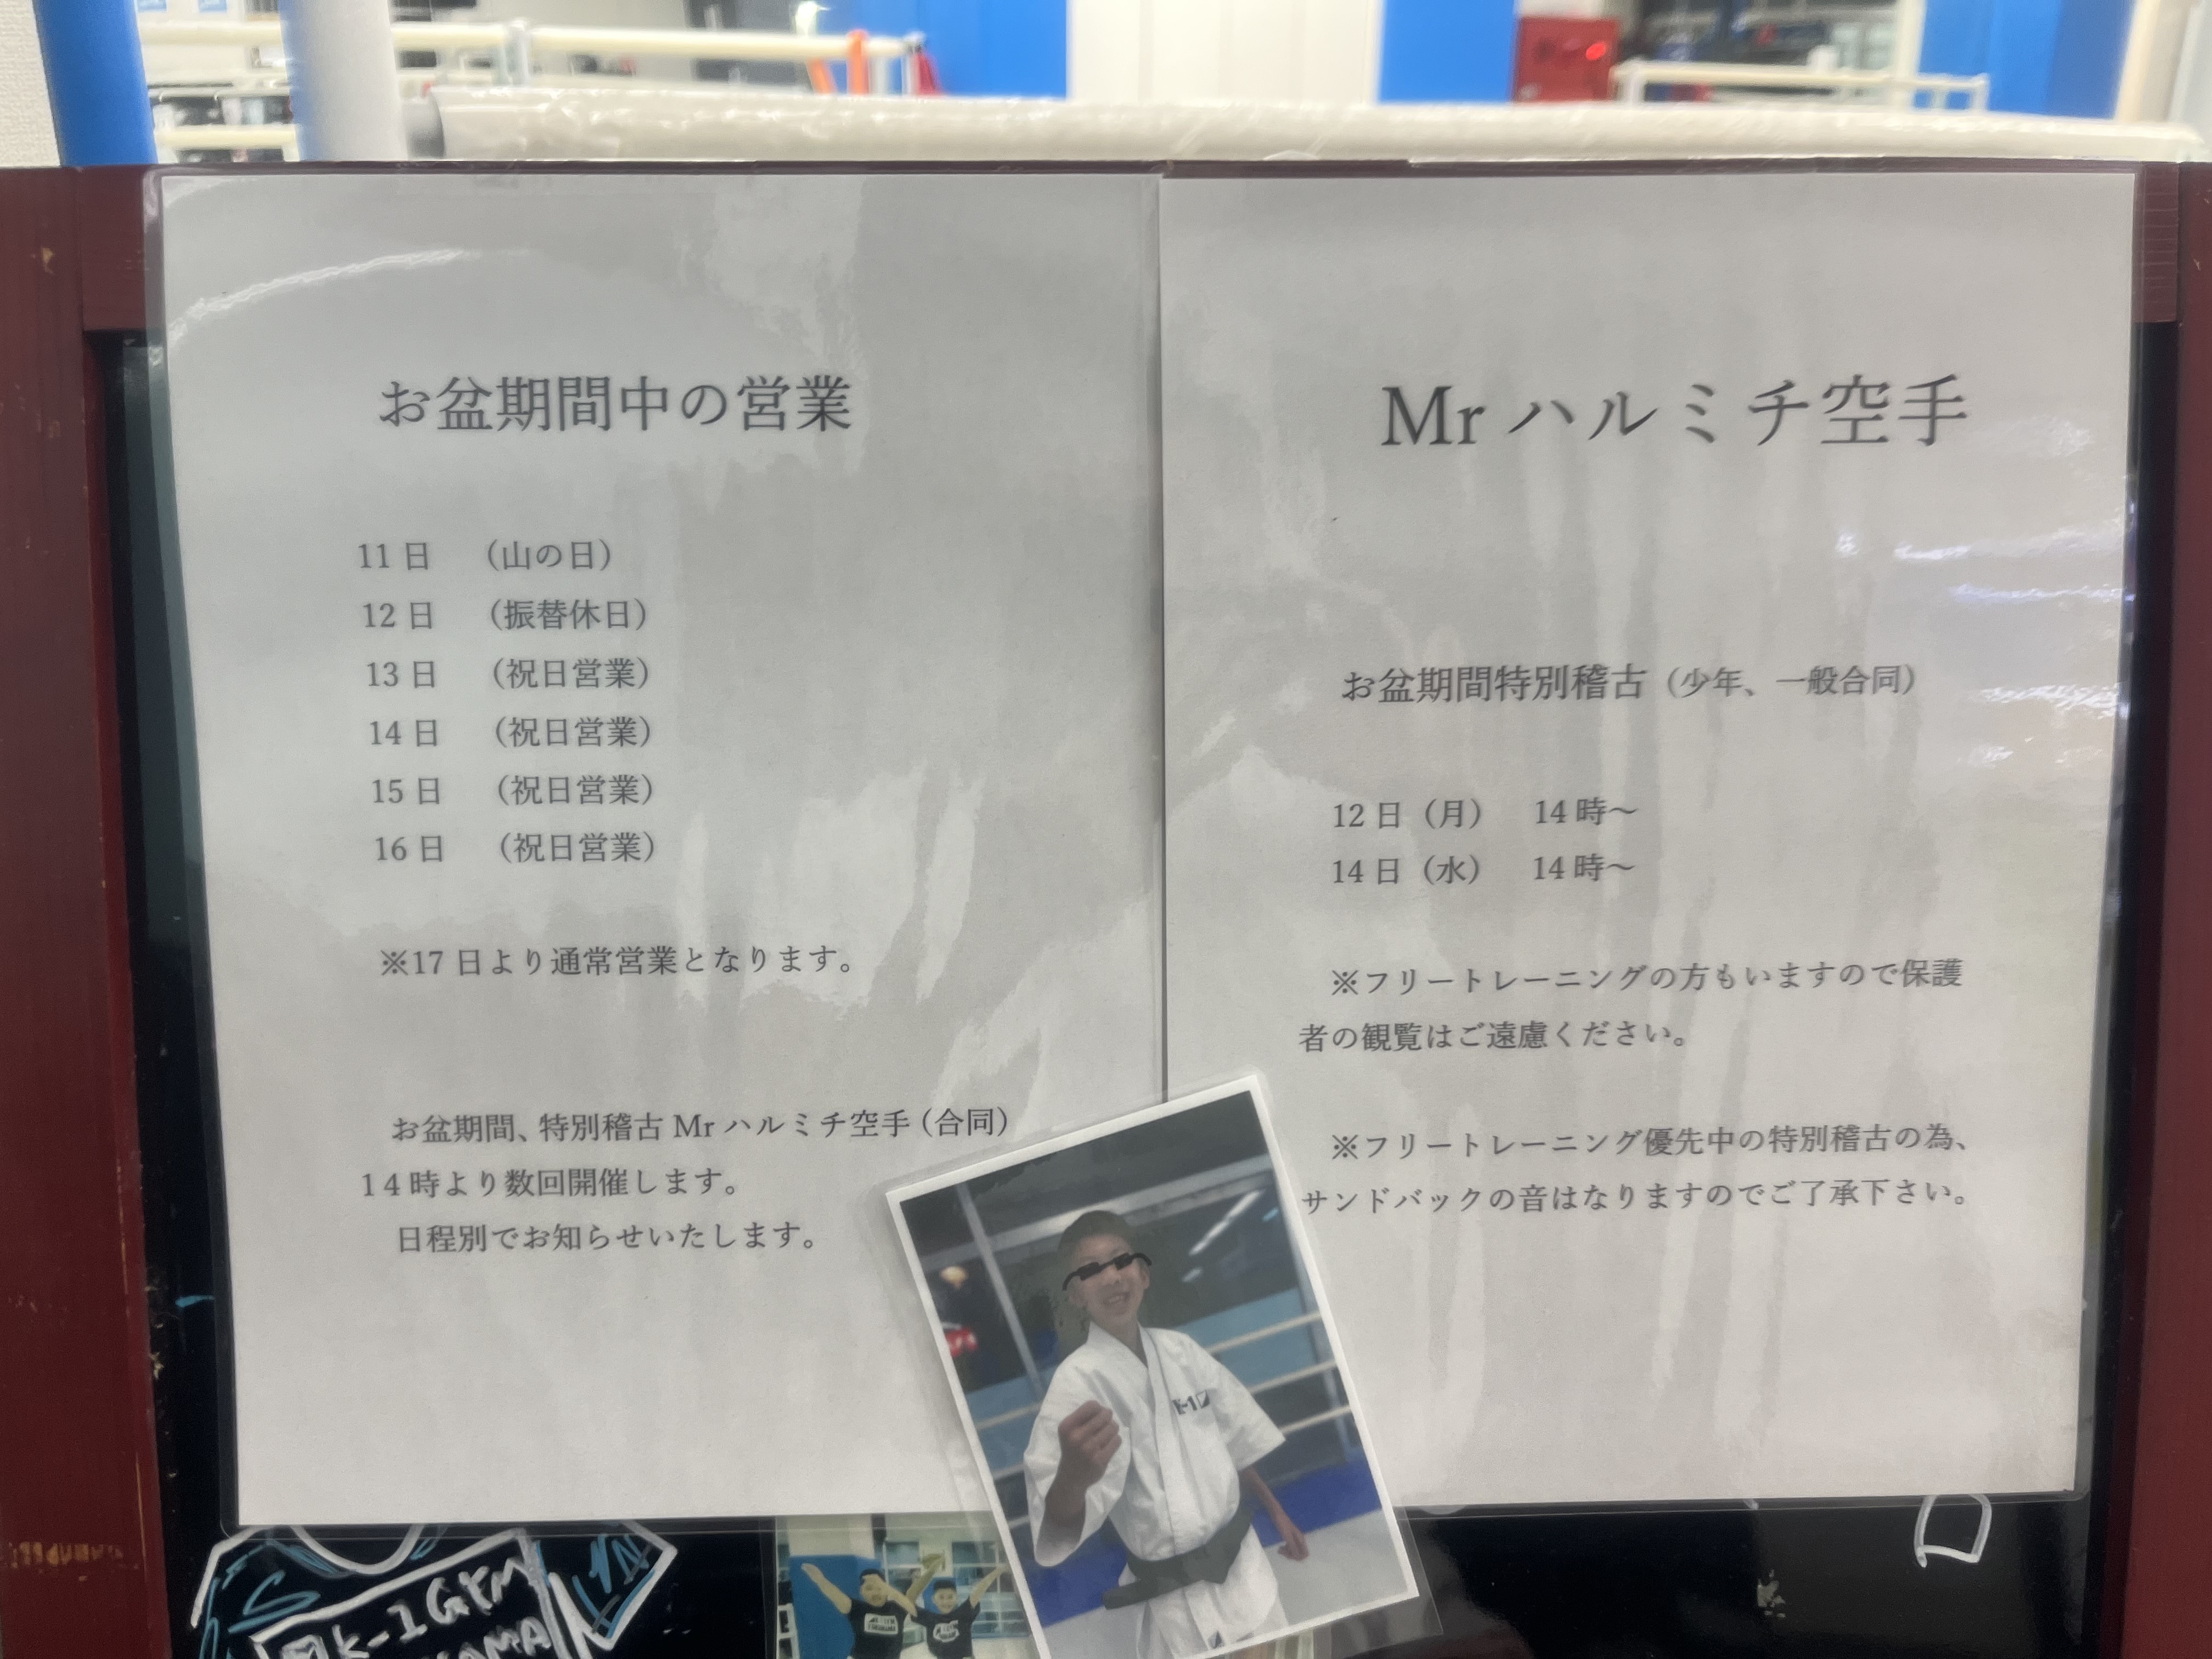 お盆期間中の営業
11日 （山の日）
12日 （振替休日）
13日 （祝日営業）
14日 （祝日営業）
15日 （祝日営業）
16日 （祝日営業）
※17日より通常営業となります。
お盆期間、特別稽古Mrハルミチ空手（合同）
14時より数回開催します。
日程別でお知らせいたします。
Mrハルミチ空手
お盆期間特別稽古（少年、一般合同）
12日（月） 14時～
14日（水） 14時～
※フリートレーニングの方もいますので保護
者の観覧はご遠慮ください。
※フリートレーニング優先中の特別稽古の為、
サンドバックの音はなりますのでご了承下さい。
K-1
K-1 GYM